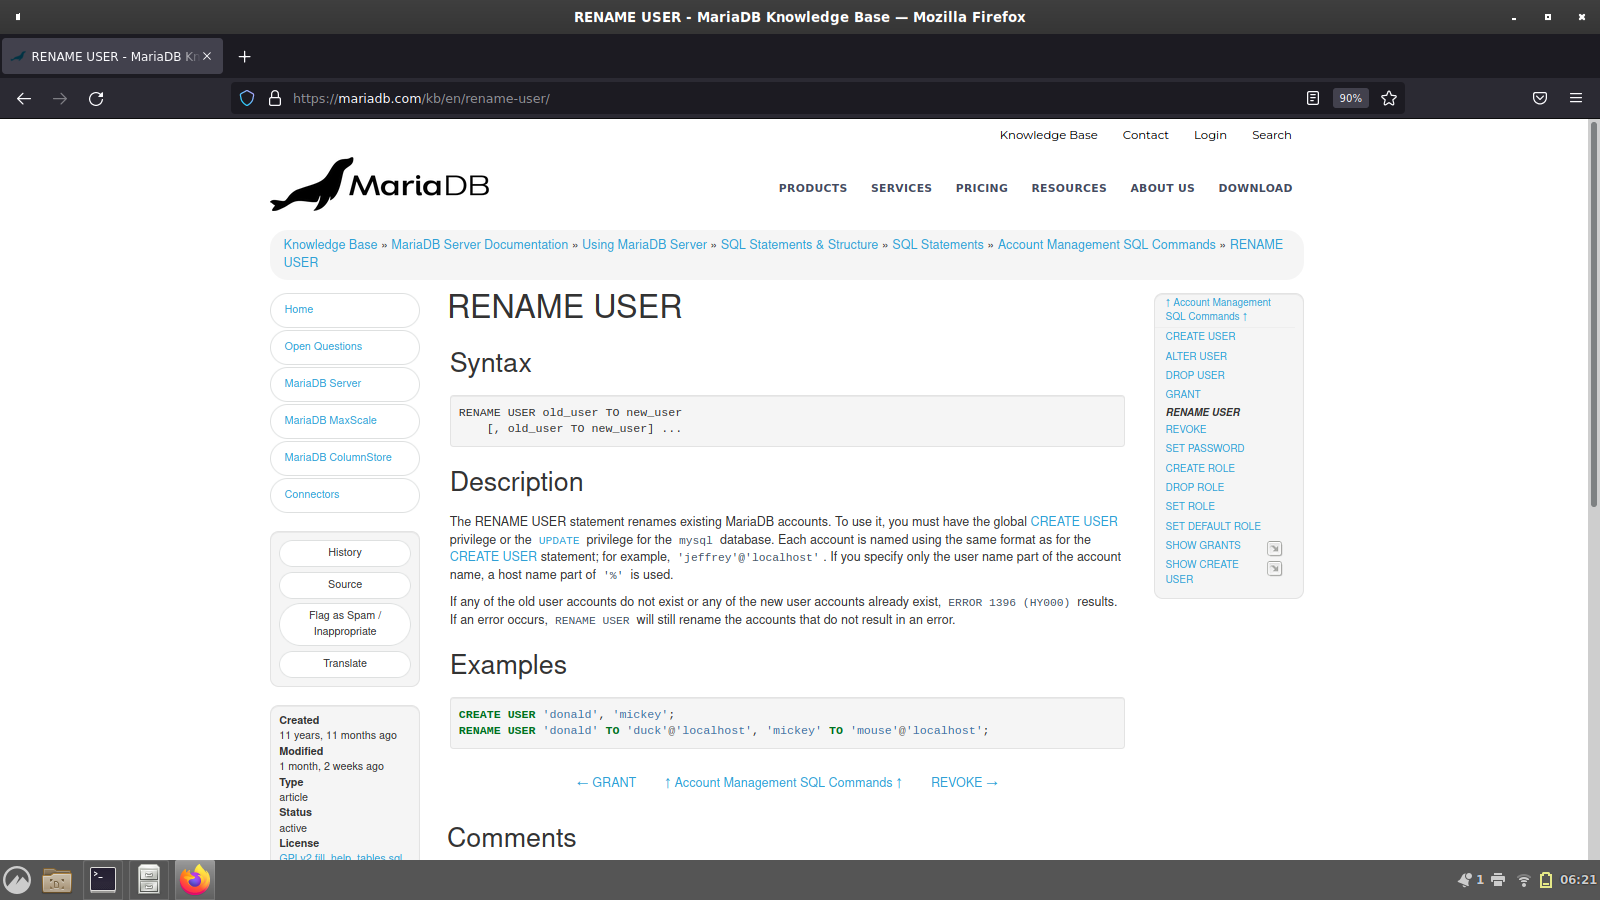 RENAME USER - MariaDB Knowledge Base — Mozilla Firefox
RENAME USER - MariaDB Kn
https://mariadb.com/kb/en/rename-user/
90%
Knowledge Base Contact Login Search
MariaDB
PRODUCTS SERVICES PRICING RESOURCES ABOUT US DOWNLOAD
Knowledge Base » MariaDB Server Documentation » Using MariaDB Server » SQL Statements & Structure » SQL Statements » Account Management SQL Commands » RENAME
USER
Home
Open Questions
MariaDB Server
MariaDB MaxScale
MariaDB ColumnStore
Connectors
History
Source
Flag as Spam /
Inappropriate
Translate
Created
11 years, 11 months ago
Modified
1 month, 2 weeks ago
Type
article
Status
active
License
GPLv2 fill_help_tables.sql
RENAME USER
Syntax
RENAME USER old_user TO new_user
[, old_user TO new_user] ...
Description
The RENAME USER statement renames existing MariaDB accounts. To use it, you must have the global CREATE USER
privilege or the UPDATE privilege for the mysql database. Each account is named using the same format as for the
CREATE USER statement; for example, 'jeffrey'@'localhost'. If you specify only the user name part of the account
name, a host name part of '%' is used.
If any of the old user accounts do not exist or any of the new user accounts already exist, ERROR 1396 (HY000) results.
If an error occurs, RENAME USER will still rename the accounts that do not result in an error.
Examples
CREATE USER 'donald', 'mickey';
RENAME USER 'donald' TO 'duck'@'localhost', 'mickey' TO 'mouse'@'localhost';
← GRANT ↑ Account Management SQL Commands ↑ REVOKE →
Comments
↑ Account Management
SQL Commands ↑
CREATE USER
ALTER USER
DROP USER
GRANT
RENAME USER
REVOKE
SET PASSWORD
CREATE ROLE
DROP ROLE
SET ROLE
SET DEFAULT ROLE
SHOW GRANTS
SHOW CREATE
USER
1
06:21